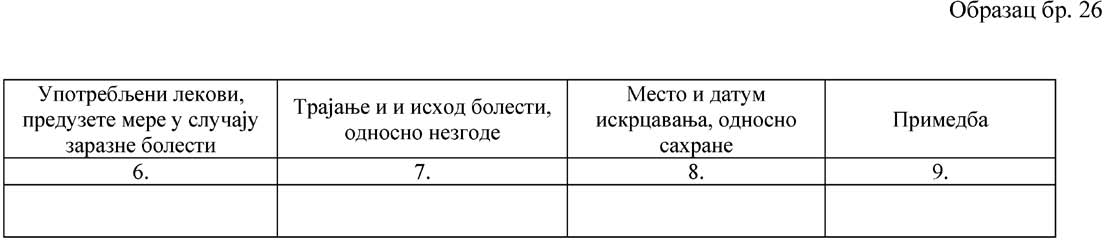 Образац бр. 26
Употребљени лекови,
предузете мере у случају
заразне болести
Трајање и и исход болести,
односно незгоде
Место и датум
искрцавања, односно
сахране
Примедба
6.
7.
8.
9.